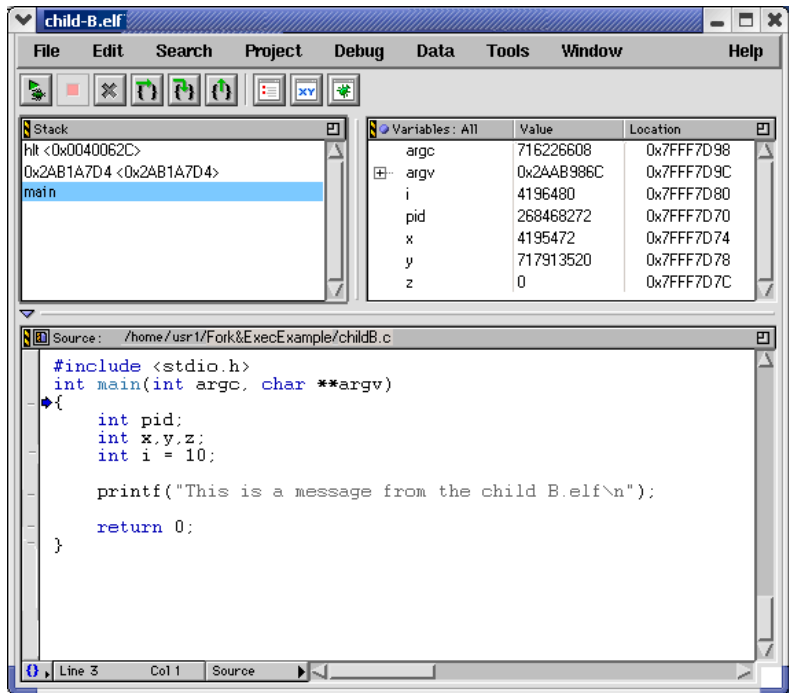 child-B.elf
File Edit Search Project Debug Data Tools Window Help
Stack
hlt <0x0040062C>
0x2AB1A7D4 <0x2AB1A7D4>
main
Variables: All Value Location
argc 716226608 0x7FFF7D98
argv 0x2AAB986C 0x7FFF7D9C
i 4196480 0x7FFF7D80
pid 268468272 0x7FFF7D70
x 4195472 0x7FFF7D74
y 717913520 0x7FFF7D78
z 0 0x7FFF7D7C
Source: /home/usr1/Fork&ExecExample/childB.c
#include <stdio.h>
int main(int argc, char **argv)
{
int pid;
int x,y,z;
int i = 10;
printf("This is a message from the child B.elf\n");
return 0;
}
{} Line 3 Col 1 Source